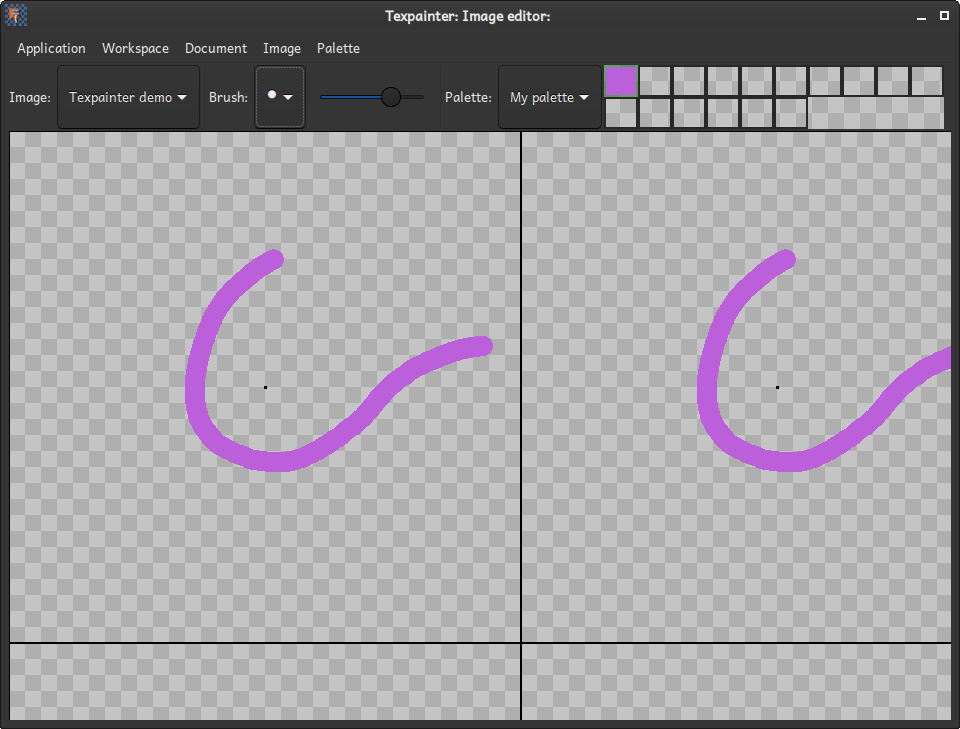 Texpainter: Image editor:
Application Workspace Document Image Palette
Image: Texpainter demo Brush: Palette: My palette